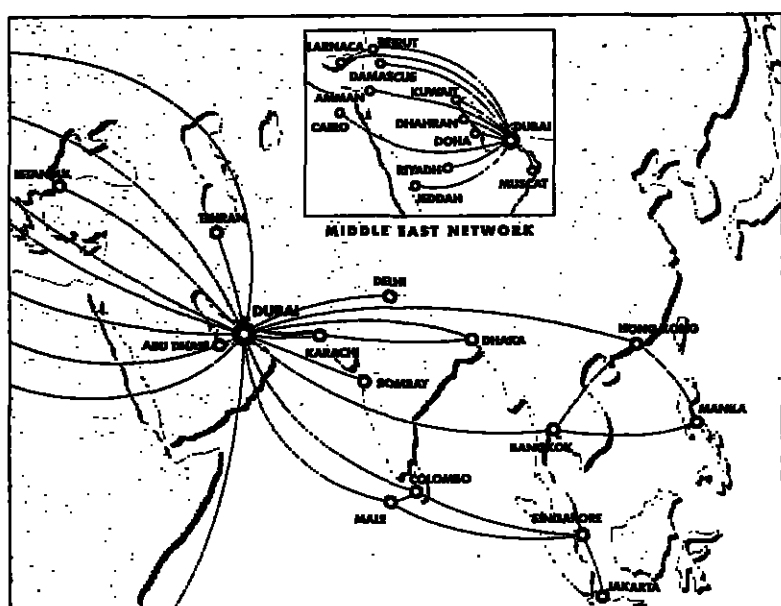 LARNACA
BEIRUT
DAMASCUS
AMMAN
KUWAIT
CAIRO
DHAHRAN
DUBAI
DOHA
RIYADH
MUSCAT
JEDDAH
MIDDLE EAST NETWORK
ISTANBUL
TEHRAN
DELHI
DUBAI
ABU DHABI
KARACHI
DHAKA
HONG KONG
BOMBAY
MANILA
BANGKOK
COLOMBO
MALE
SINGAPORE
JAKARTA